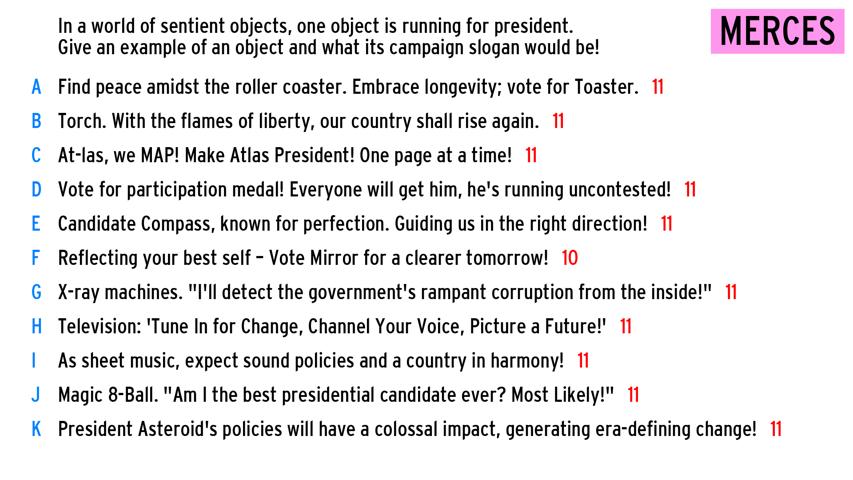 In a world of sentient objects, one object is running for president.
Give an example of an object and what its campaign slogan would be!
MERCES
A Find peace amidst the roller coaster. Embrace longevity; vote for Toaster. 11
B Torch. With the flames of liberty, our country shall rise again. 11
C At-las, we MAP! Make Atlas President! One page at a time! 11
D Vote for participation medal! Everyone will get him, he's running uncontested! 11
E Candidate Compass, known for perfection. Guiding us in the right direction! 11
F Reflecting your best self – Vote Mirror for a clearer tomorrow! 10
G X-ray machines. "I'll detect the government's rampant corruption from the inside!" 11
H Television: 'Tune In for Change, Channel Your Voice, Picture a Future!' 11
I As sheet music, expect sound policies and a country in harmony! 11
J Magic 8-Ball. "Am I the best presidential candidate ever? Most Likely!" 11
K President Asteroid's policies will have a colossal impact, generating era-defining change! 11